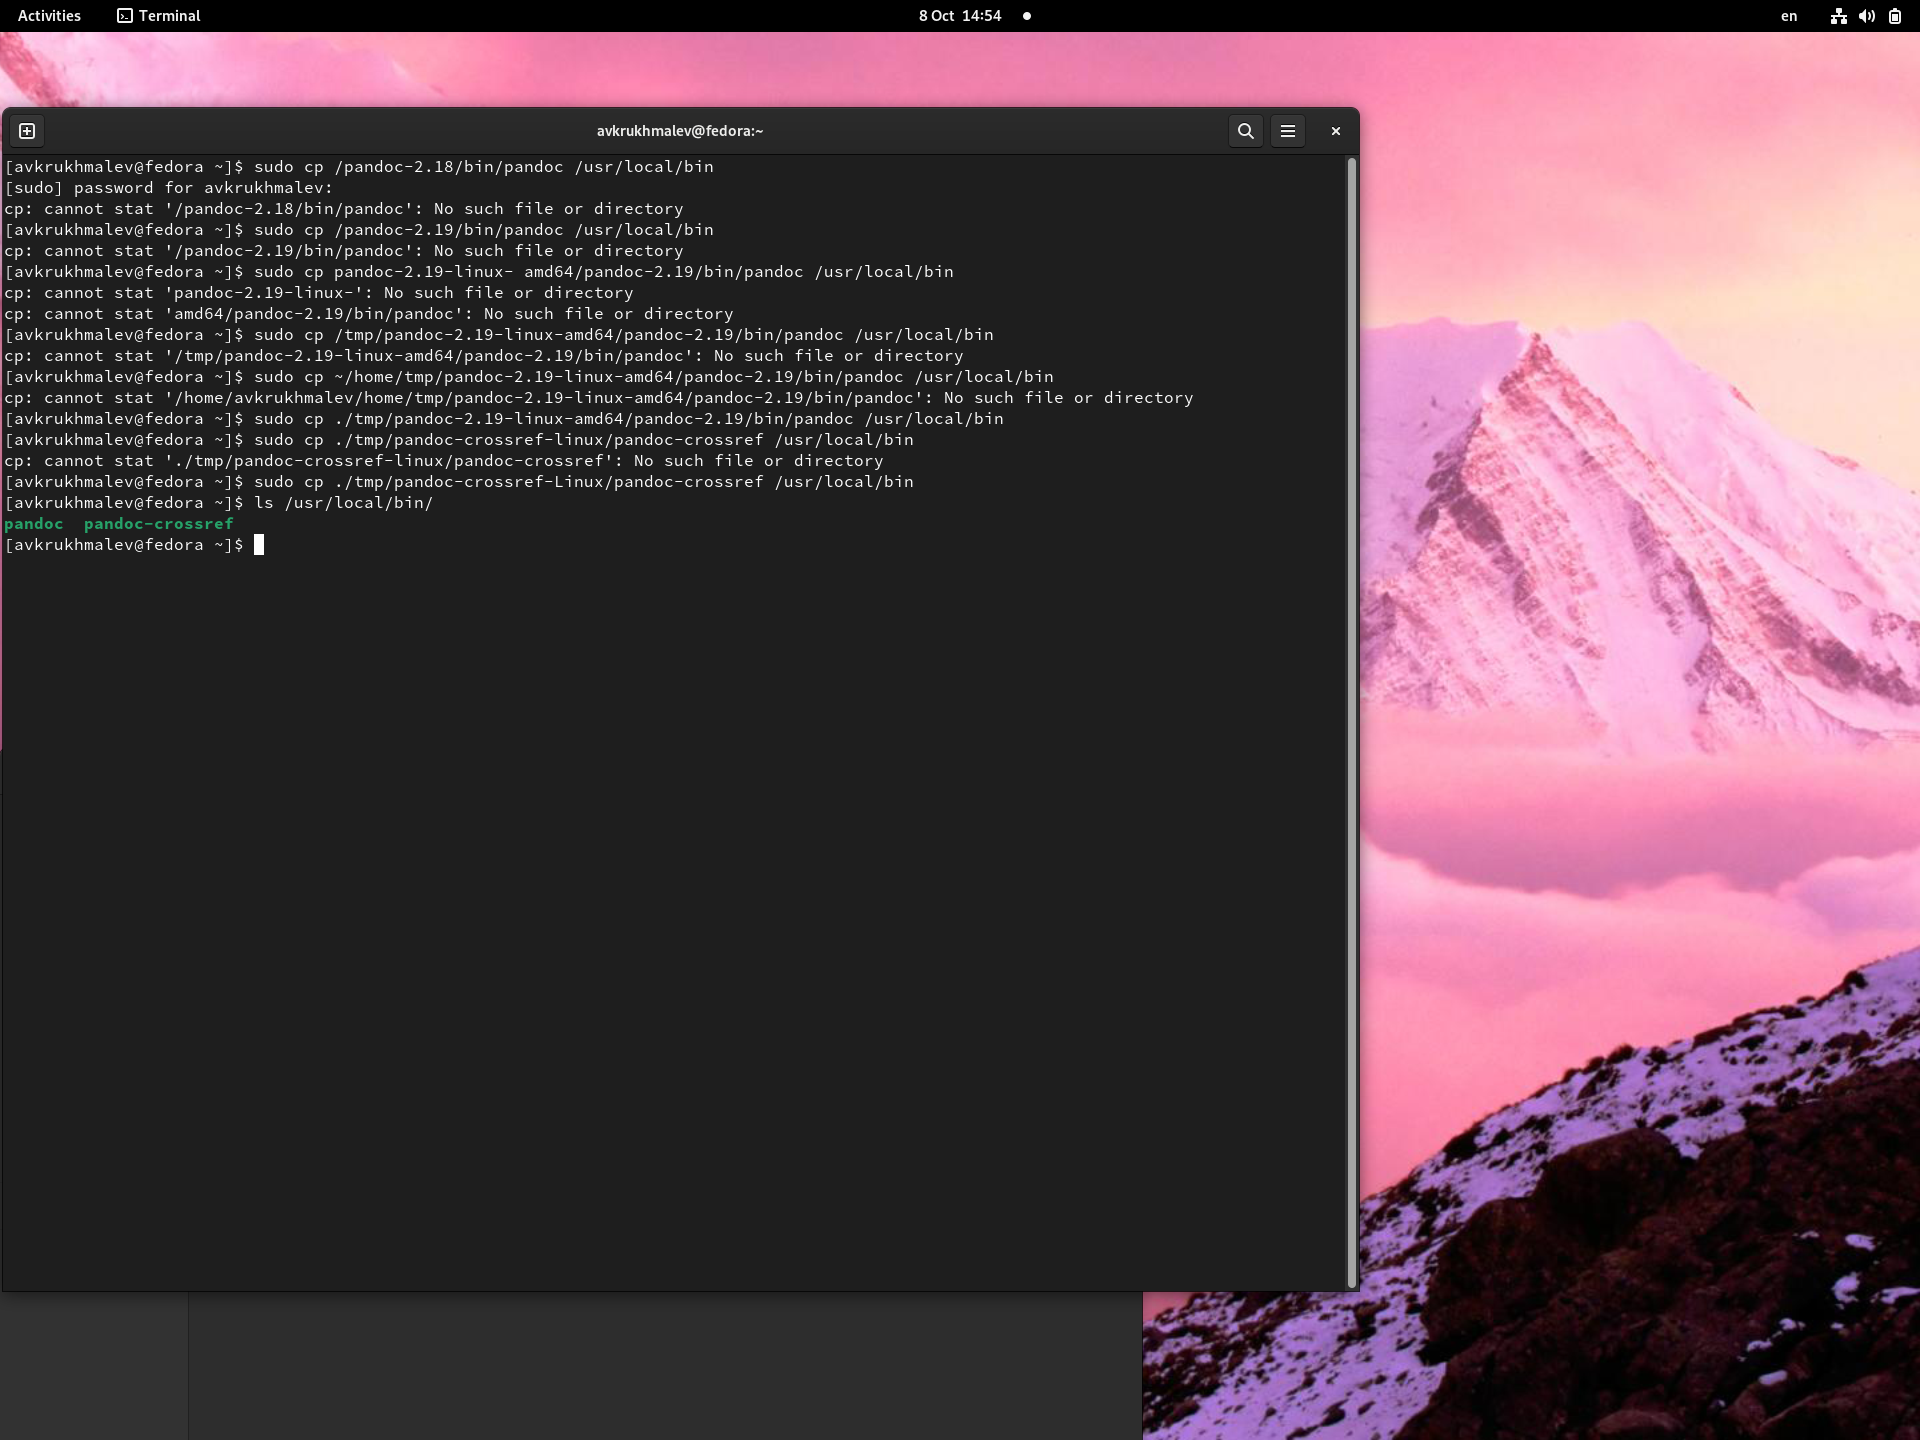 Activities Terminal 8 Oct 14:54 en
avkrukhmalev@fedora:~
[avkrukhmalev@fedora ~]$ sudo cp /pandoc-2.18/bin/pandoc /usr/local/bin
[sudo] password for avkrukhmalev:
cp: cannot stat '/pandoc-2.18/bin/pandoc': No such file or directory
[avkrukhmalev@fedora ~]$ sudo cp /pandoc-2.19/bin/pandoc /usr/local/bin
cp: cannot stat '/pandoc-2.19/bin/pandoc': No such file or directory
[avkrukhmalev@fedora ~]$ sudo cp pandoc-2.19-linux- amd64/pandoc-2.19/bin/pandoc /usr/local/bin
cp: cannot stat 'pandoc-2.19-linux-': No such file or directory
cp: cannot stat 'amd64/pandoc-2.19/bin/pandoc': No such file or directory
[avkrukhmalev@fedora ~]$ sudo cp /tmp/pandoc-2.19-linux-amd64/pandoc-2.19/bin/pandoc /usr/local/bin
cp: cannot stat '/tmp/pandoc-2.19-linux-amd64/pandoc-2.19/bin/pandoc': No such file or directory
[avkrukhmalev@fedora ~]$ sudo cp ~/home/tmp/pandoc-2.19-linux-amd64/pandoc-2.19/bin/pandoc /usr/local/bin
cp: cannot stat '/home/avkrukhmalev/home/tmp/pandoc-2.19-linux-amd64/pandoc-2.19/bin/pandoc': No such file or directory
[avkrukhmalev@fedora ~]$ sudo cp ./tmp/pandoc-2.19-linux-amd64/pandoc-2.19/bin/pandoc /usr/local/bin
[avkrukhmalev@fedora ~]$ sudo cp ./tmp/pandoc-crossref-linux/pandoc-crossref /usr/local/bin
cp: cannot stat './tmp/pandoc-crossref-linux/pandoc-crossref': No such file or directory
[avkrukhmalev@fedora ~]$ sudo cp ./tmp/pandoc-crossref-Linux/pandoc-crossref /usr/local/bin
[avkrukhmalev@fedora ~]$ ls /usr/local/bin/
pandoc  pandoc-crossref
[avkrukhmalev@fedora ~]$